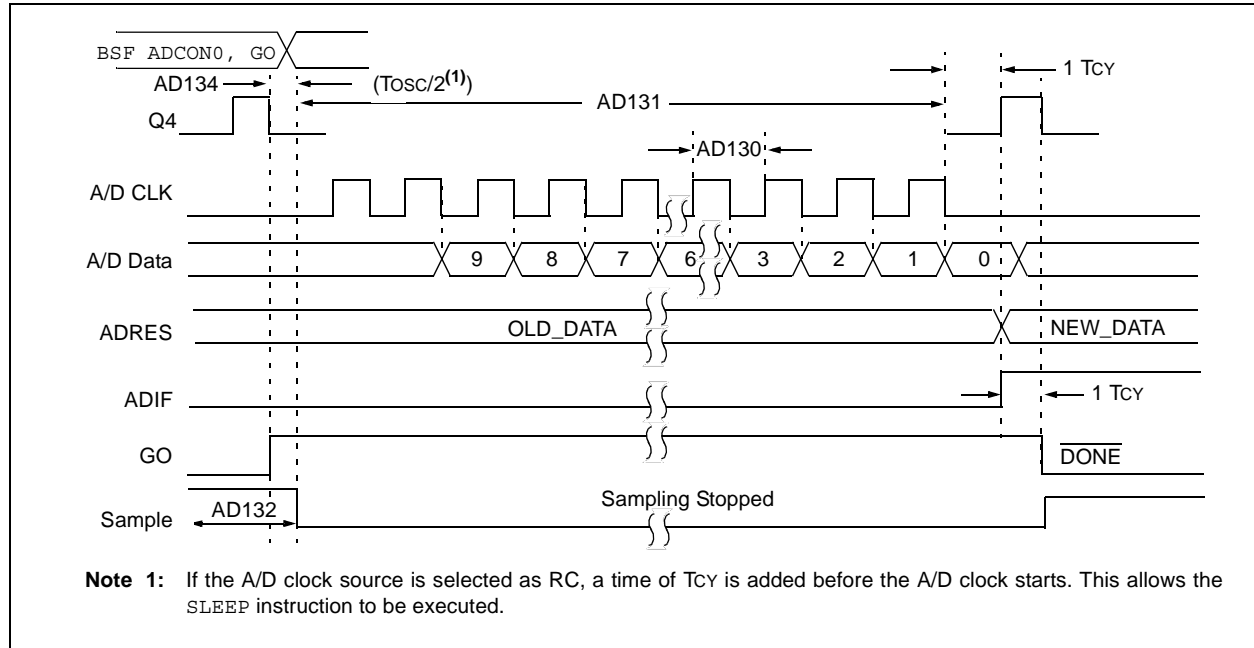 BSF ADCON0, GO
AD134
(TOSC/2(1))
1 TCY
AD131
Q4
AD130
A/D CLK
A/D Data
9 8 7 6 3 2 1 0
ADRES
OLD_DATA
NEW_DATA
ADIF
1 TCY
GO
DONE
Sampling Stopped
AD132
Sample
Note 1: If the A/D clock source is selected as RC, a time of TCY is added before the A/D clock starts. This allows the
SLEEP instruction to be executed.